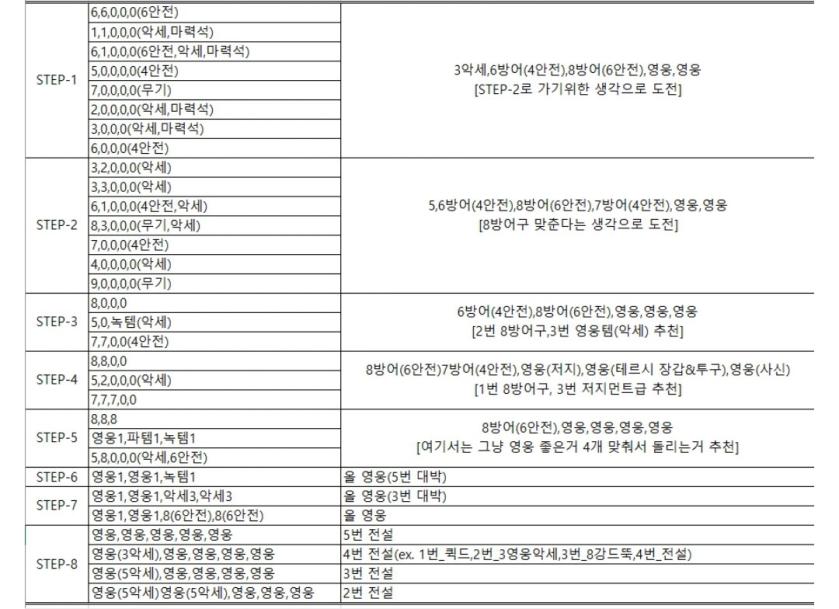 STEP-1
6,6,0,0,0(6안전)
1,1,0,0,0(악세,마력석)
6,1,0,0,0(6안전,악세,마력석)
5,0,0,0,0(4안전)
7,0,0,0,0(무기)
2,0,0,0,0(악세,마력석)
3,0,0,0(악세,마력석)
6,0,0,0(4안전)
3악세,6방어(4안전),8방어(6안전),영웅,영웅
[STEP-2로 가기위한 생각으로 도전]
STEP-2
3,2,0,0,0(악세)
3,3,0,0,0(악세)
6,1,0,0,0(4안전,악세)
8,3,0,0,0(무기,악세)
7,0,0,0(4안전)
4,0,0,0,0(악세)
9,0,0,0,0(무기)
5,6방어(4안전),8방어(6안전),7방어(4안전),영웅,영웅
[8방어구 맞춘다는 생각으로 도전]
STEP-3
8,0,0,0
5,0,녹템(악세)
7,7,0,0,0(4안전)
6방어(4안전),8방어(6안전),영웅,영웅,영웅
[2번 8방어구,3번 영웅템(악세) 추천]
STEP-4
8,8,0,0
5,2,0,0,0(악세)
7,7,7,0,0
8방어(6안전)7방어(4안전),영웅(저지),영웅(테르시 장갑&투구),영웅(사신)
[1번 8방어구, 3번 저지먼트급 추천]
STEP-5
8,8,8
영웅1,파템1,녹템1
5,8,0,0,0(악세,6안전)
8방어(6안전),영웅,영웅,영웅,영웅
[여기서는 그냥 영웅 좋은거 4개 맞춰서 돌리는거 추천]
STEP-6
영웅1,영웅1,녹템1
올 영웅(5번 대박)
STEP-7
영웅1,영웅1,악세3,악세3
올 영웅(3번 대박)
영웅1,영웅1,8(6안전),8(6안전)
올 영웅
STEP-8
영웅,영웅,영웅,영웅,영웅
5번 전설
영웅(3악세),영웅,영웅,영웅,영웅
4번 전설(ex. 1번_퀵드,2번_3영웅악세,3번_8강드뚝,4번_전설)
영웅(5악세),영웅,영웅,영웅,영웅
3번 전설
영웅(5악세)영웅(5악세),영웅,영웅,영웅
2번 전설